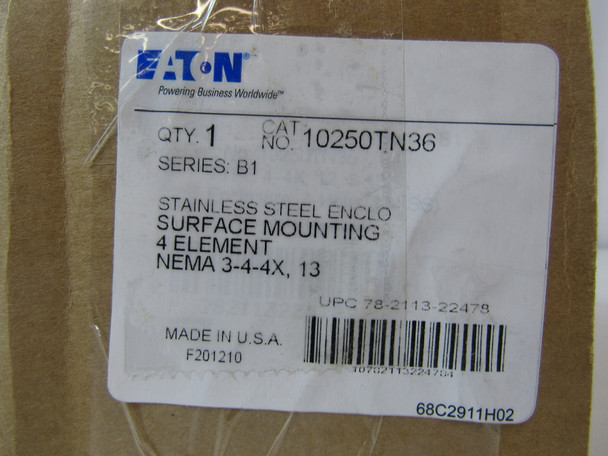 EATON
Powering Business Worldwide™
QTY. 1 CAT NO. 10250TN36
SERIES: B1
STAINLESS STEEL ENCLO
SURFACE MOUNTING
4 ELEMENT
NEMA 3-4-4X, 13
UPC 78-2113-22478
MADE IN U.S.A.
F201210
10782113224784
68C2911H02